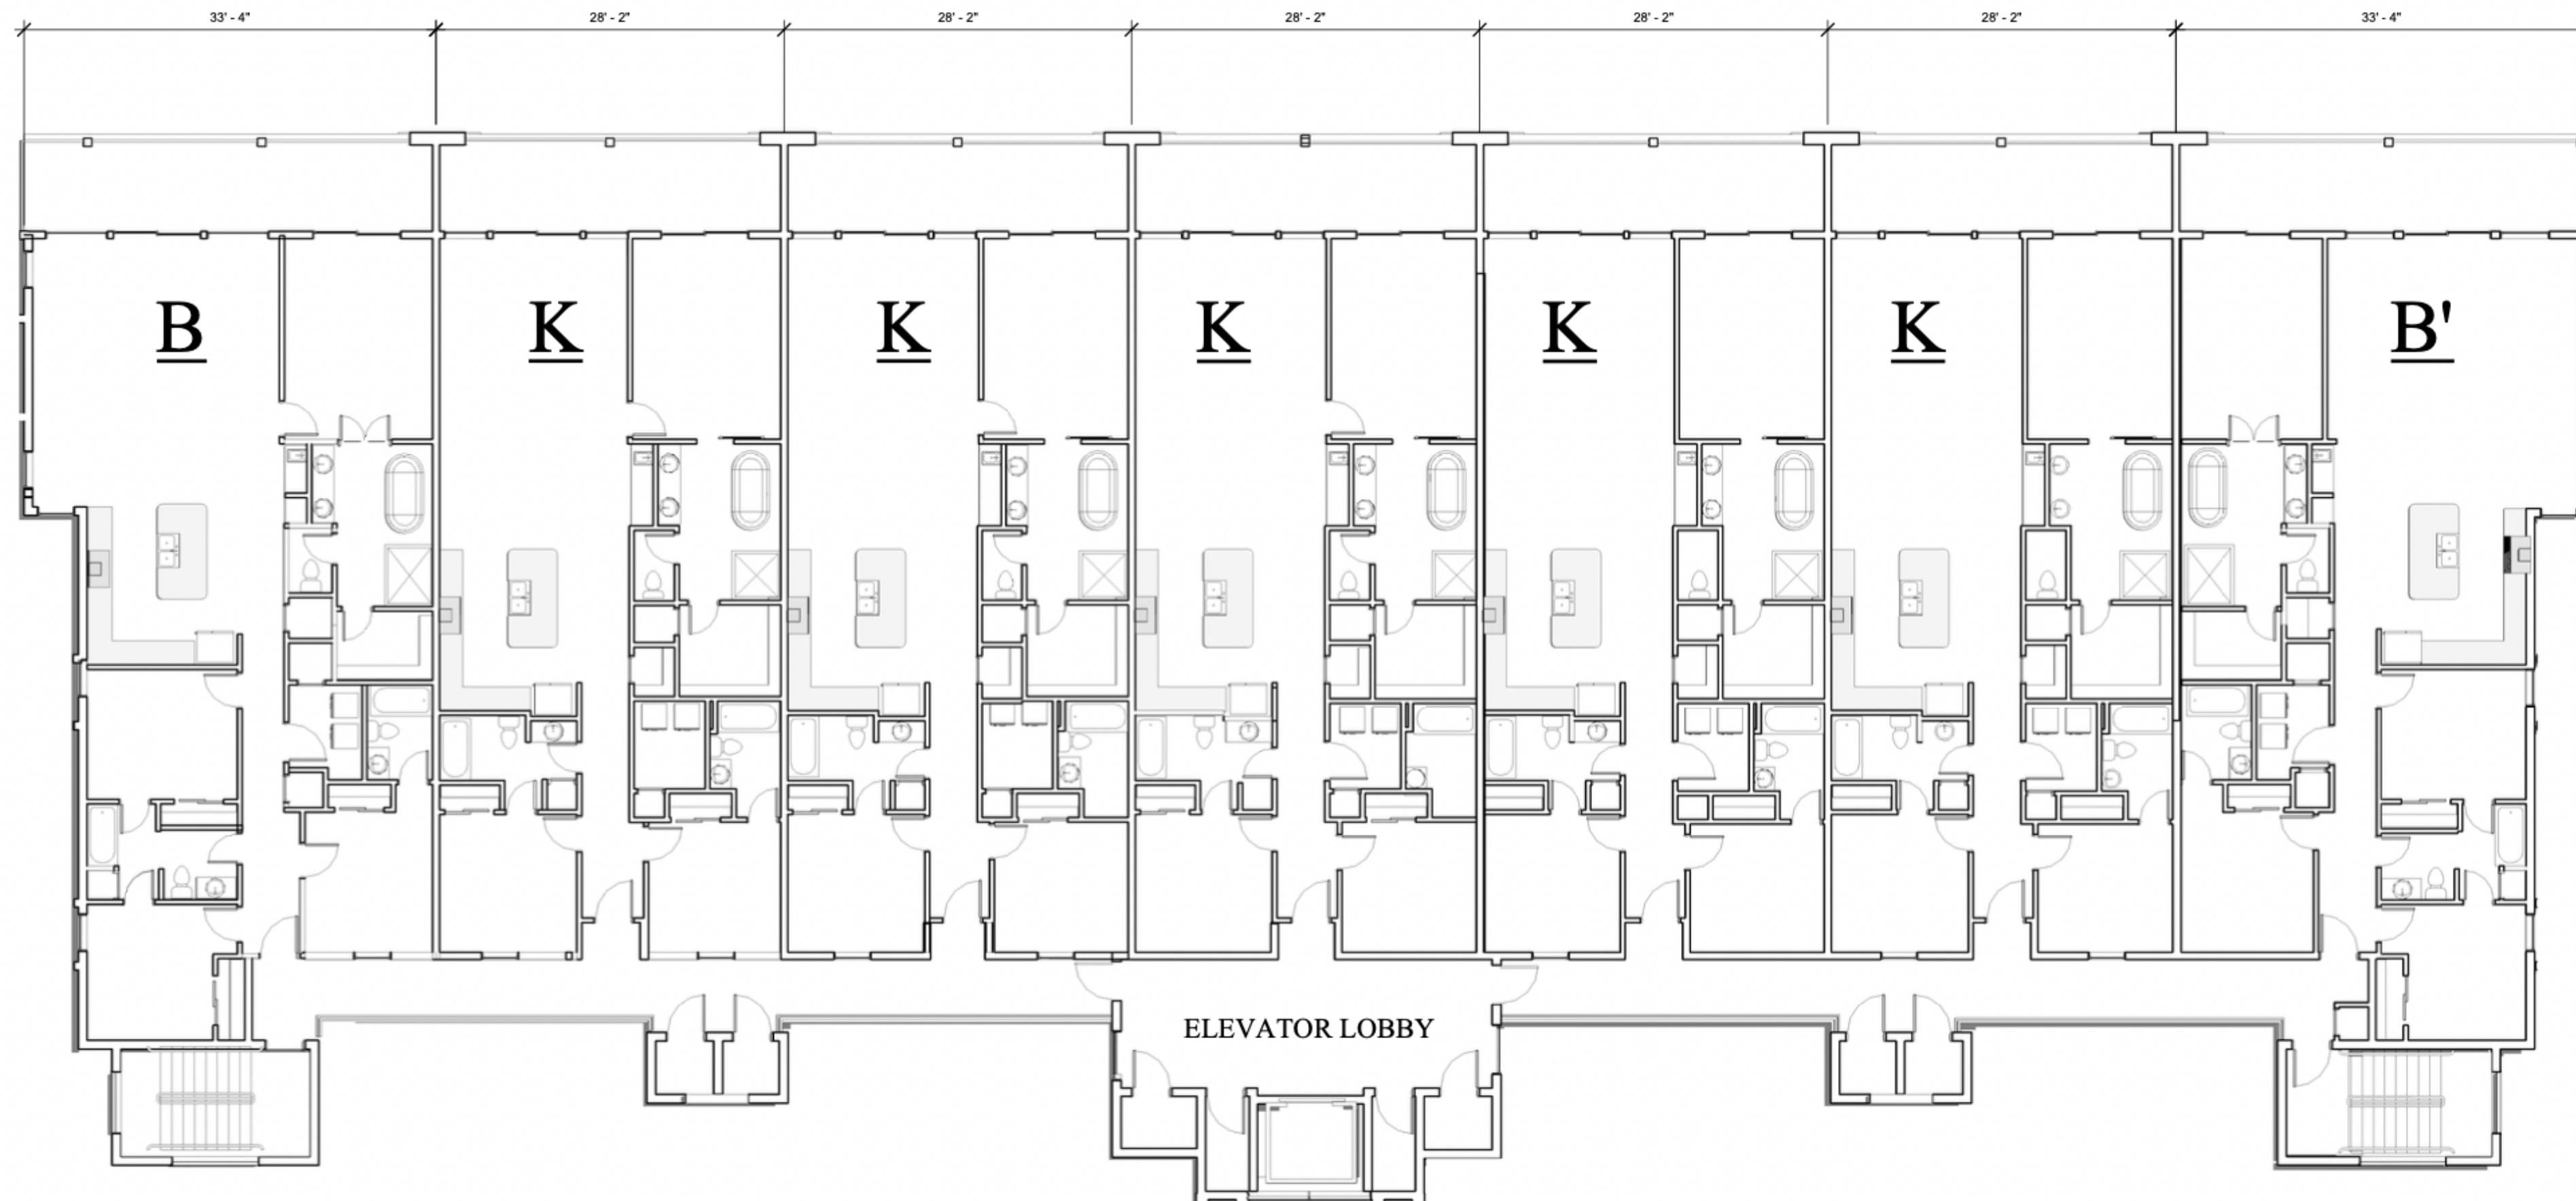 33' - 4" 28' - 2" 28' - 2" 28' - 2" 28' - 2" 28' - 2" 33' - 4"
B K K K K K B'
ELEVATOR LOBBY